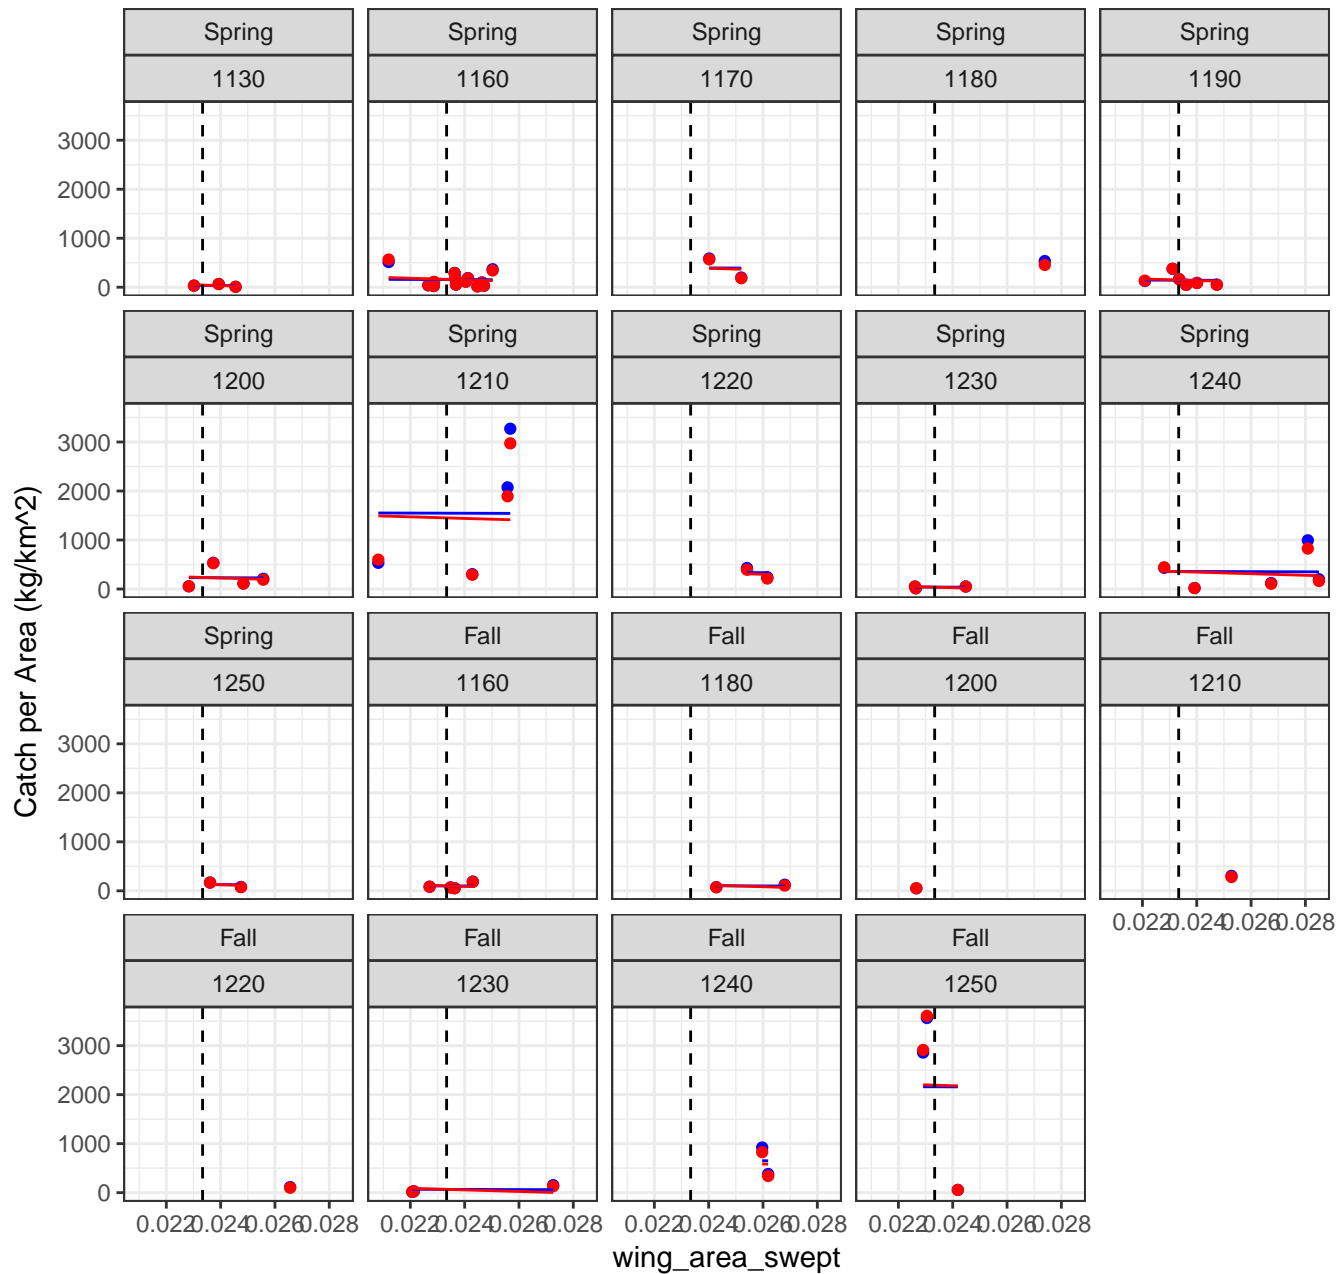 Spring Spring Spring Spring Spring
1130 1160 1170 1180 1190
3000
2000
1000
0
Spring Spring Spring Spring Spring
1200 1210 1220 1230 1240
3000
2000
1000
0
Spring Fall Fall Fall Fall
1250 1160 1180 1200 1210
3000
2000
1000
0
0.022 0.024 0.026 0.028
Fall Fall Fall Fall
1220 1230 1240 1250
3000
2000
1000
0
0.022 0.024 0.026 0.028 0.022 0.024 0.026 0.028 0.022 0.024 0.026 0.028 0.022 0.024 0.026 0.028
wing_area_swept
Catch per Area (kg/km^2)